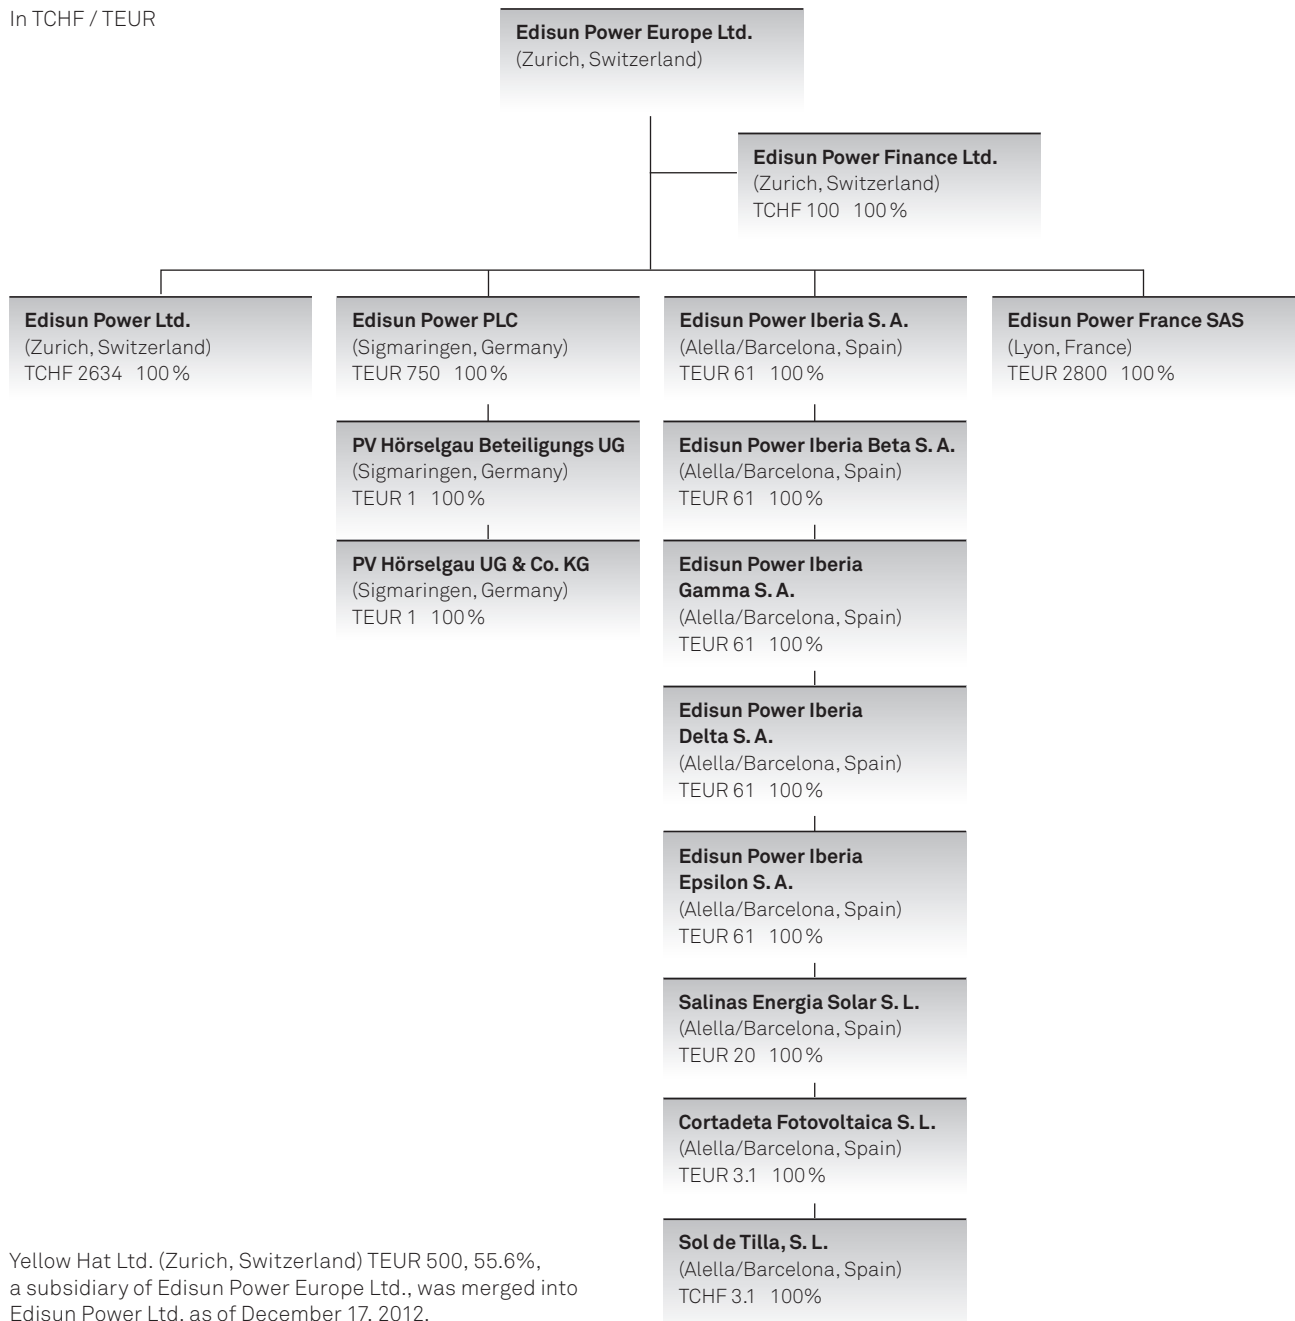 In TCHF / TEUR
Edisun Power Europe Ltd.
(Zurich, Switzerland)
Edisun Power Finance Ltd.
(Zurich, Switzerland)
TCHF 100 100%
Edisun Power Ltd.
(Zurich, Switzerland)
TCHF 2634 100%
Edisun Power PLC
(Sigmaringen, Germany)
TEUR 750 100%
Edisun Power Iberia S. A.
(Alella/Barcelona, Spain)
TEUR 61 100%
Edisun Power France SAS
(Lyon, France)
TEUR 2800 100%
PV Hörselgau Beteiligungs UG
(Sigmaringen, Germany)
TEUR 1 100%
Edisun Power Iberia Beta S. A.
(Alella/Barcelona, Spain)
TEUR 61 100%
PV Hörselgau UG & Co. KG
(Sigmaringen, Germany)
TEUR 1 100%
Edisun Power Iberia
Gamma S. A.
(Alella/Barcelona, Spain)
TEUR 61 100%
Edisun Power Iberia
Delta S. A.
(Alella/Barcelona, Spain)
TEUR 61 100%
Edisun Power Iberia
Epsilon S. A.
(Alella/Barcelona, Spain)
TEUR 61 100%
Salinas Energia Solar S. L.
(Alella/Barcelona, Spain)
TEUR 20 100%
Cortadeta Fotovoltaica S. L.
(Alella/Barcelona, Spain)
TEUR 3.1 100%
Sol de Tilla, S. L.
(Alella/Barcelona, Spain)
TCHF 3.1 100%
Yellow Hat Ltd. (Zurich, Switzerland) TEUR 500, 55.6%,
a subsidiary of Edisun Power Europe Ltd., was merged into
Edisun Power Ltd. as of December 17, 2012.